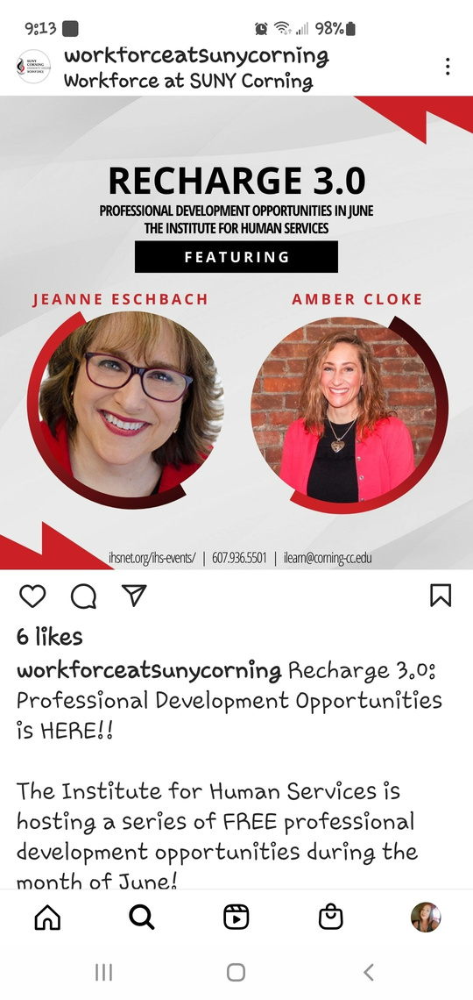 9:13
98%
SUNY
CORNING
WORKFORCE
workforceatsunycorning
Workforce at SUNY Corning
RECHARGE 3.0
PROFESSIONAL DEVELOPMENT OPPORTUNITIES IN JUNE
THE INSTITUTE FOR HUMAN SERVICES
FEATURING
JEANNE ESCHBACH
AMBER CLOKE
ihsnet.org/ihs-events/ | 607.936.5501 | ilearn@corning-cc.edu
6 likes
workforceatsunycorning Recharge 3.0:
Professional Development Opportunities
is HERE!!
The Institute for Human Services is
hosting a series of FREE professional
development opportunities during the
month of June!